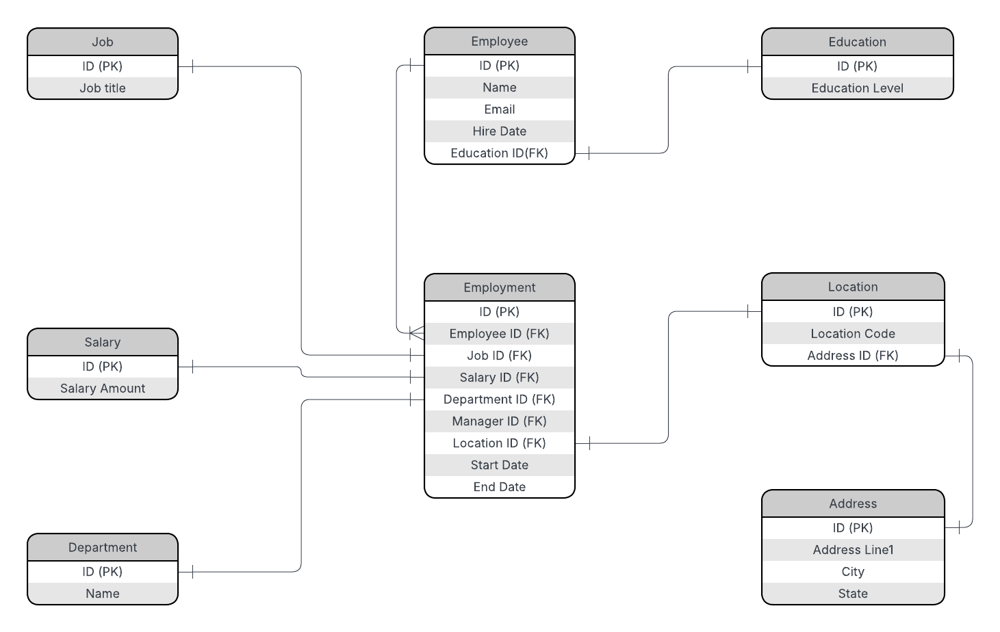 Job
ID (PK)
Job title
Employee
ID (PK)
Name
Email
Hire Date
Education ID(FK)
Education
ID (PK)
Education Level
Salary
ID (PK)
Salary Amount
Employment
ID (PK)
Employee ID (FK)
Job ID (FK)
Salary ID (FK)
Department ID (FK)
Manager ID (FK)
Location ID (FK)
Start Date
End Date
Location
ID (PK)
Location Code
Address ID (FK)
Department
ID (PK)
Name
Address
ID (PK)
Address Line1
City
State